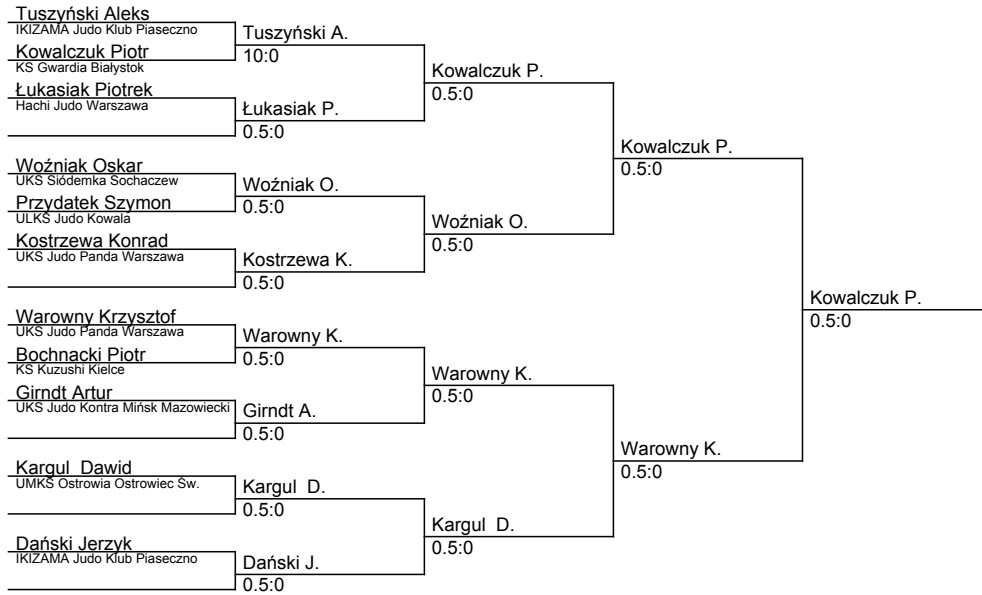 Tuszyński Aleks
IKIZAMA Judo Klub Piaseczno
Kowalczuk Piotr
KS Gwardia Białystok
Łukasiak Piotrek
Hachi Judo Warszawa
Woźniak Oskar
UKS Siódemka Sochaczew
Przydatek Szymon
ULKS Judo Kowala
Kostrzewa Konrad
UKS Judo Panda Warszawa
Warowny Krzysztof
UKS Judo Panda Warszawa
Bochnacki Piotr
KS Kuzushi Kielce
Girndt Artur
UKS Judo Kontra Mińsk Mazowiecki
Kargul  Dawid
UMKS Ostrowia Ostrowiec Św.
Dański Jerzyk
IKIZAMA Judo Klub Piaseczno
Tuszyński A.
10:0
Łukasiak P.
0.5:0
Woźniak O.
0.5:0
Kostrzewa K.
0.5:0
Warowny K.
0.5:0
Girndt A.
0.5:0
Kargul  D.
0.5:0
Dański J.
0.5:0
Kowalczuk P.
0.5:0
Woźniak O.
0.5:0
Warowny K.
0.5:0
Kargul  D.
0.5:0
Kowalczuk P.
0.5:0
Warowny K.
0.5:0
Kowalczuk P.
0.5:0